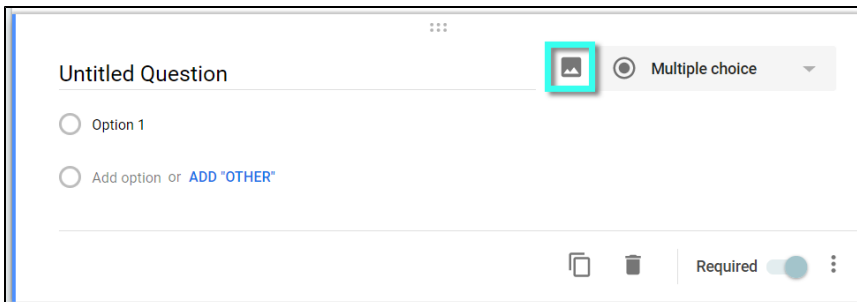 Untitled Question
Multiple choice
Option 1
Add option or ADD "OTHER"
Required